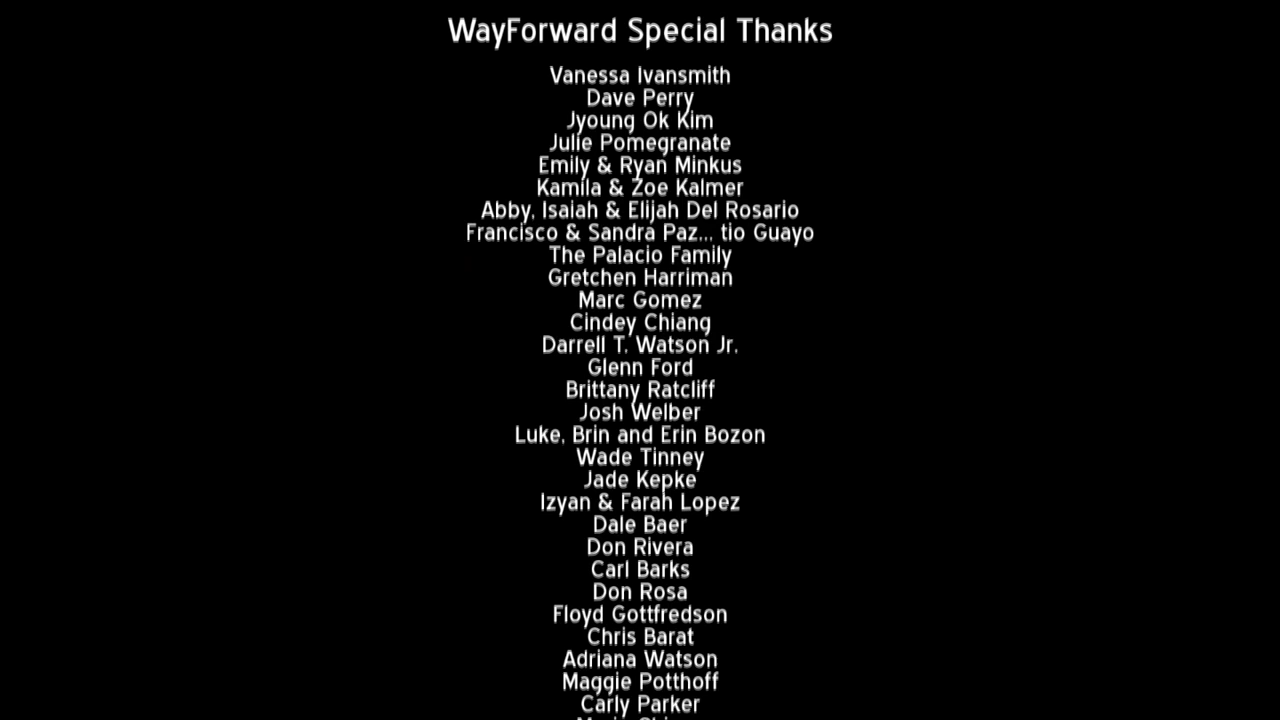 WayForward Special Thanks
Vanessa Ivansmith
Dave Perry
Jyoung Ok Kim
Julie Pomegranate
Emily & Ryan Minkus
Kamila & Zoe Kalmer
Abby, Isaiah & Elijah Del Rosario
Francisco & Sandra Paz... tio Guayo
The Palacio Family
Gretchen Harriman
Marc Gomez
Cindey Chiang
Darrell T. Watson Jr.
Glenn Ford
Brittany Ratcliff
Josh Welber
Luke, Brin and Erin Bozon
Wade Tinney
Jade Kepke
Izyan & Farah Lopez
Dale Baer
Don Rivera
Carl Barks
Don Rosa
Floyd Gottfredson
Chris Barat
Adriana Watson
Maggie Potthoff
Carly Parker